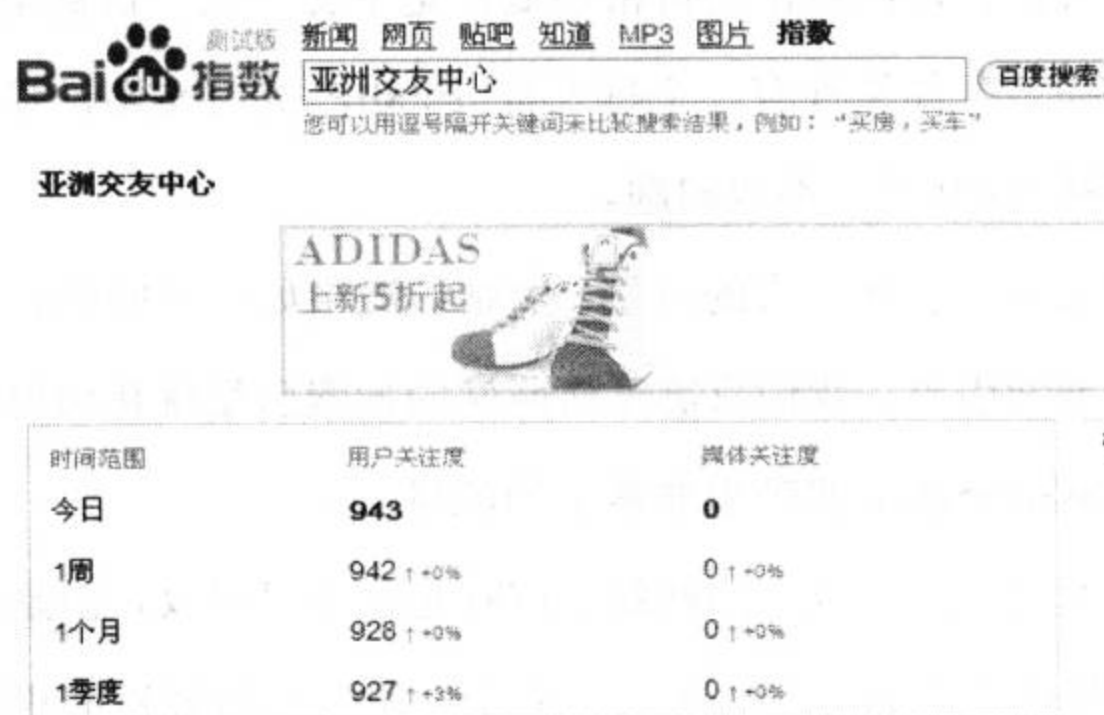 测试版 新闻 网页 贴吧 知道 MP3 图片 指数
Bai du 指数 亚洲交友中心 百度搜索
您可以用逗号隔开关键词来比较搜索结果，例如：“买房，买车”
亚洲交友中心
ADIDAS
上新5折起
时间范围 用户关注度 媒体关注度
今日 943 0
1周 942 ↑ +0% 0 ↑ +0%
1个月 928 ↑ +0% 0 ↑ +0%
1季度 927 ↑ +3% 0 ↑ +0%